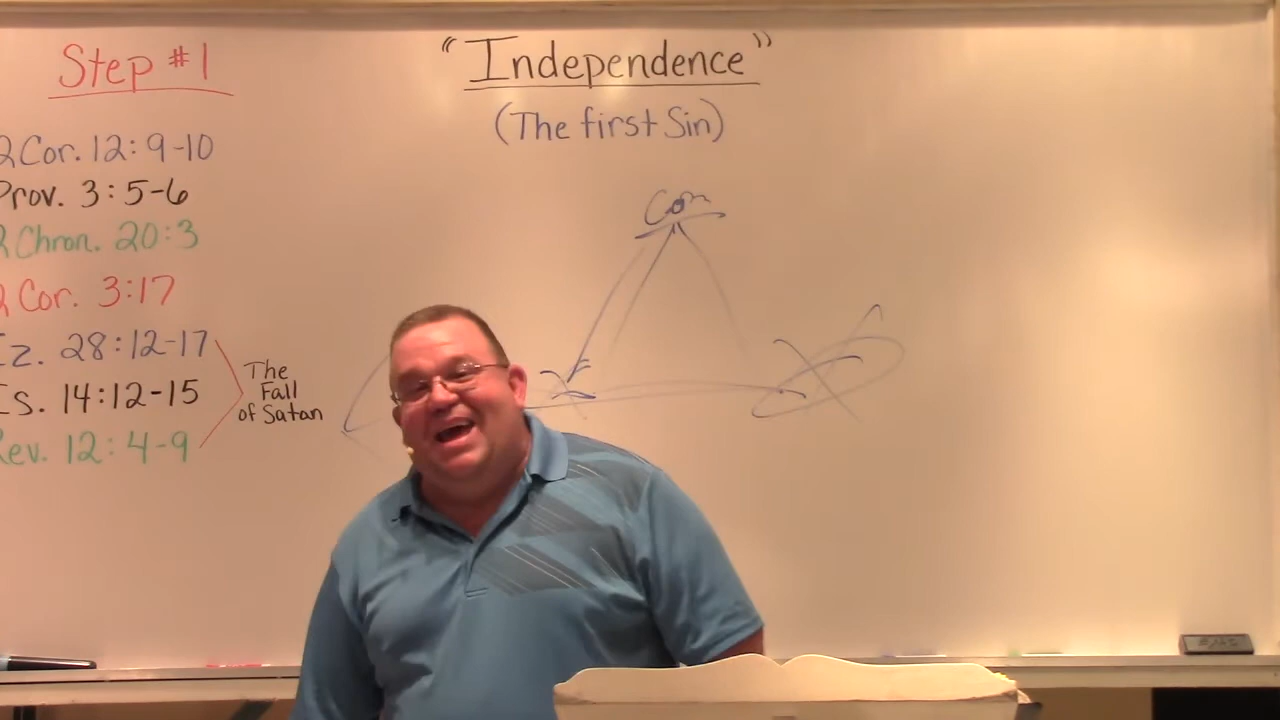 Step #1
2 Cor. 12:9-10
Prov. 3:5-6
2 Chron. 20:3
2 Cor. 3:17
Ez. 28:12-17
Is. 14:12-15
Rev. 12:4-9
The
Fall
of Satan
"Independence"
(The first Sin)